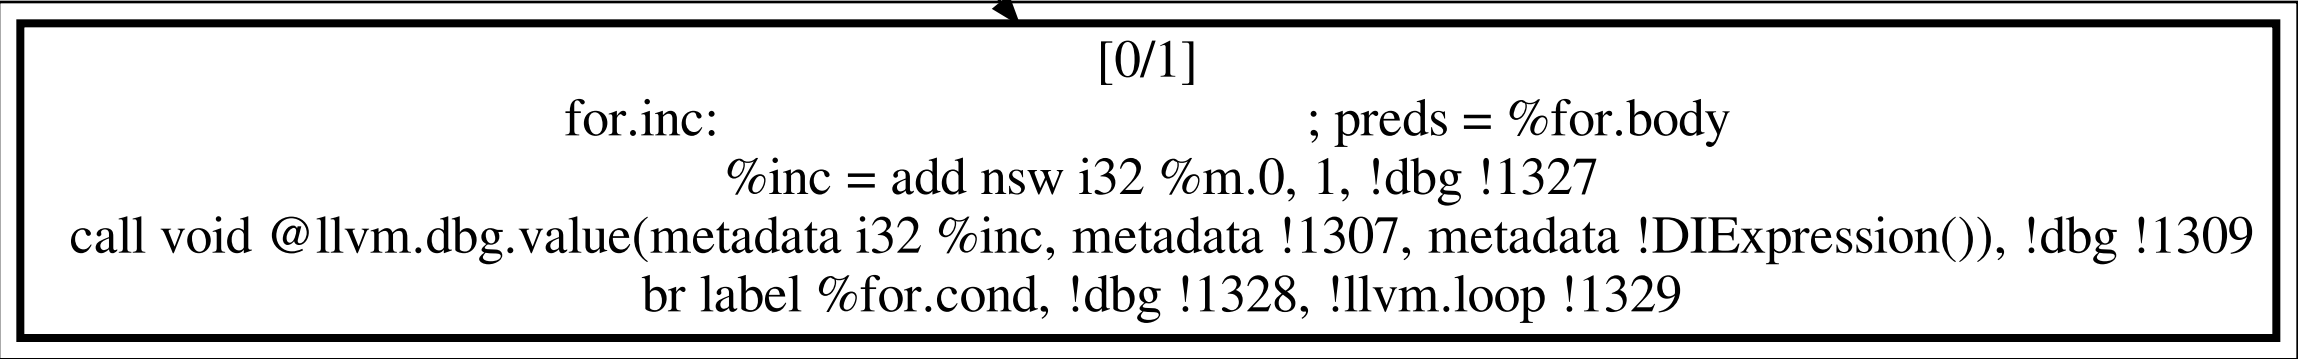 [0/1]
for.inc: ; preds = %for.body
%inc = add nsw i32 %m.0, 1, !dbg !1327
call void @llvm.dbg.value(metadata i32 %inc, metadata !1307, metadata !DIExpression()), !dbg !1309
br label %for.cond, !dbg !1328, !llvm.loop !1329